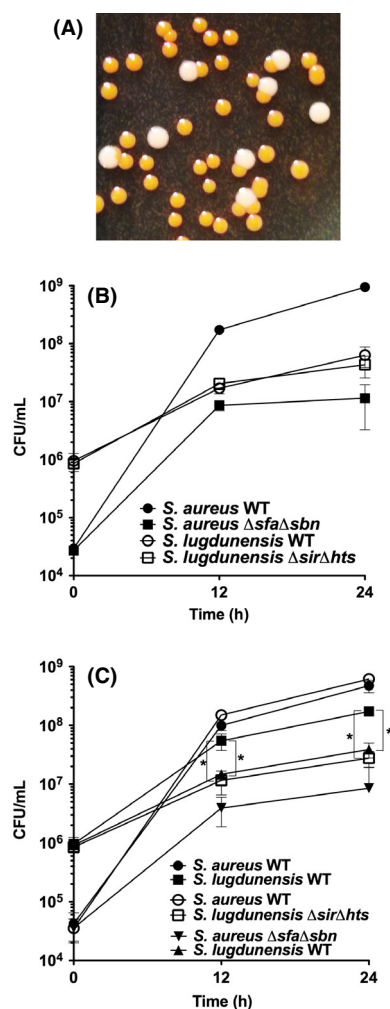 (A)
(B)
10⁹
10⁸
10⁷
10⁶
10⁵
10⁴
CFU/mL
S. aureus WT
S. aureus ΔsfaΔsbn
S. lugdunensis WT
S. lugdunensis ΔsirΔhts
0
12
24
Time (h)
(C)
10⁹
10⁸
10⁷
10⁶
10⁵
10⁴
CFU/mL
*
*
*
*
S. aureus WT
S. lugdunensis WT
S. aureus WT
S. lugdunensis ΔsirΔhts
S. aureus ΔsfaΔsbn
S. lugdunensis WT
0
12
24
Time (h)